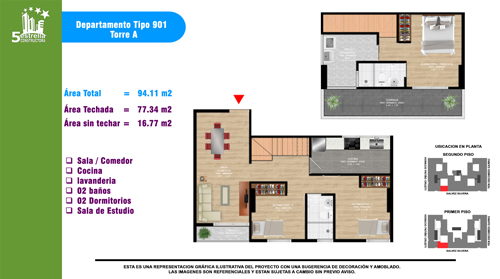 5 estrella
CONSTRUCTORA
Departamento Tipo 901
Torre A
Área Total = 94.11 m2
Área Techada = 77.34 m2
Área sin techar = 16.77 m2
Sala / Comedor
Cocina
lavanderia
02 baños
02 Dormitorios
Sala de Estudio
UBICACION EN PLANTA
SEGUNDO PISO
PRIMER PISO
ESTA ES UNA REPRESENTACION GRÁFICA ILUSTRATIVA DEL PROYECTO CON UNA SUGERENCIA DE DECORACIÓN Y AMOBLADO.
LAS IMAGENES SON REFERENCIALES Y ESTAN SUJETAS A CAMBIO SIN PREVIO AVISO.